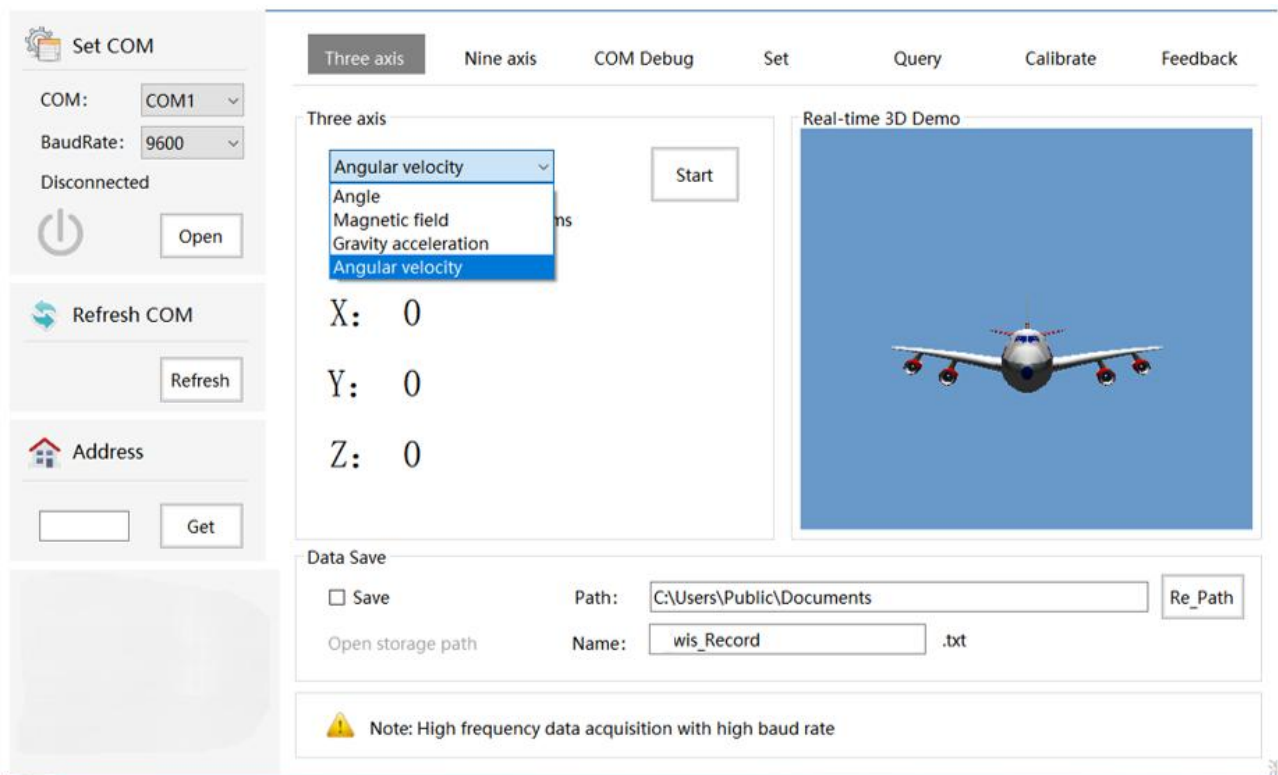 Set COM
COM: COM1
BaudRate: 9600
Disconnected
Open
Refresh COM
Refresh
Address
Get
Three axis Nine axis COM Debug Set Query Calibrate Feedback
Three axis
Angular velocity
Start
Angle
Magnetic field
ms
Gravity acceleration
Angular velocity
X: 0
Y: 0
Z: 0
Real-time 3D Demo
Data Save
Save
Path: C:\Users\Public\Documents
Re_Path
Open storage path
Name: wis_Record .txt
Note: High frequency data acquisition with high baud rate